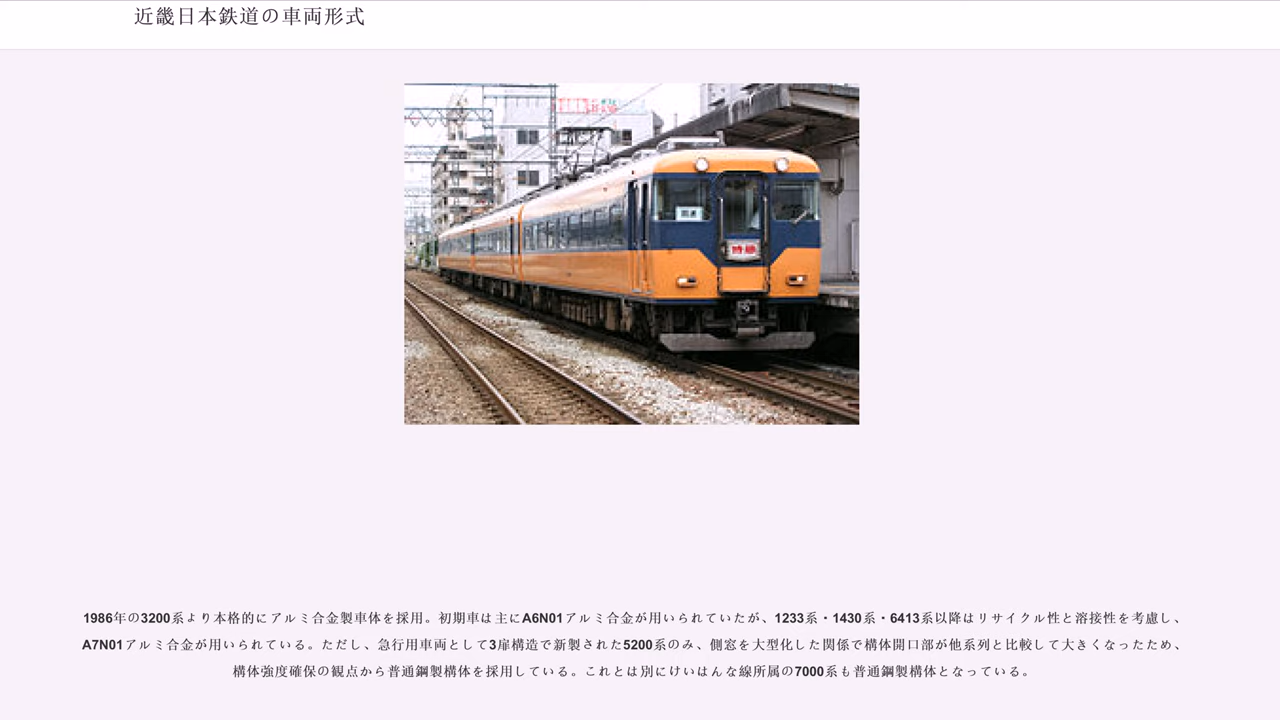 近畿日本鉄道の車両形式
特急
1986年の3200系より本格的にアルミ合金製車体を採用。初期車は主にA6N01アルミ合金が用いられていたが、1233系・1430系・6413系以降はリサイクル性と溶接性を考慮し、
A7N01アルミ合金が用いられている。ただし、急行用車両として3扉構造で新製された5200系のみ、側窓を大型化した関係で構体開口部が他系列と比較して大きくなったため、
構体強度確保の観点から普通鋼製構体を採用している。これとは別にけいはんな線所属の7000系も普通鋼製構体となっている。